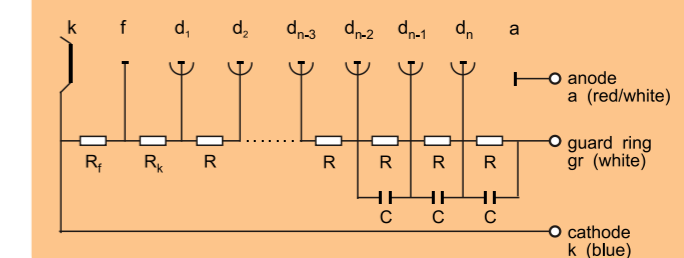 k f d1 d2 dn-3 dn-2 dn-1 dn a
anode
a (red/white)
guard ring
gr (white)
Rf Rk R R R R R
C C C
cathode
k (blue)